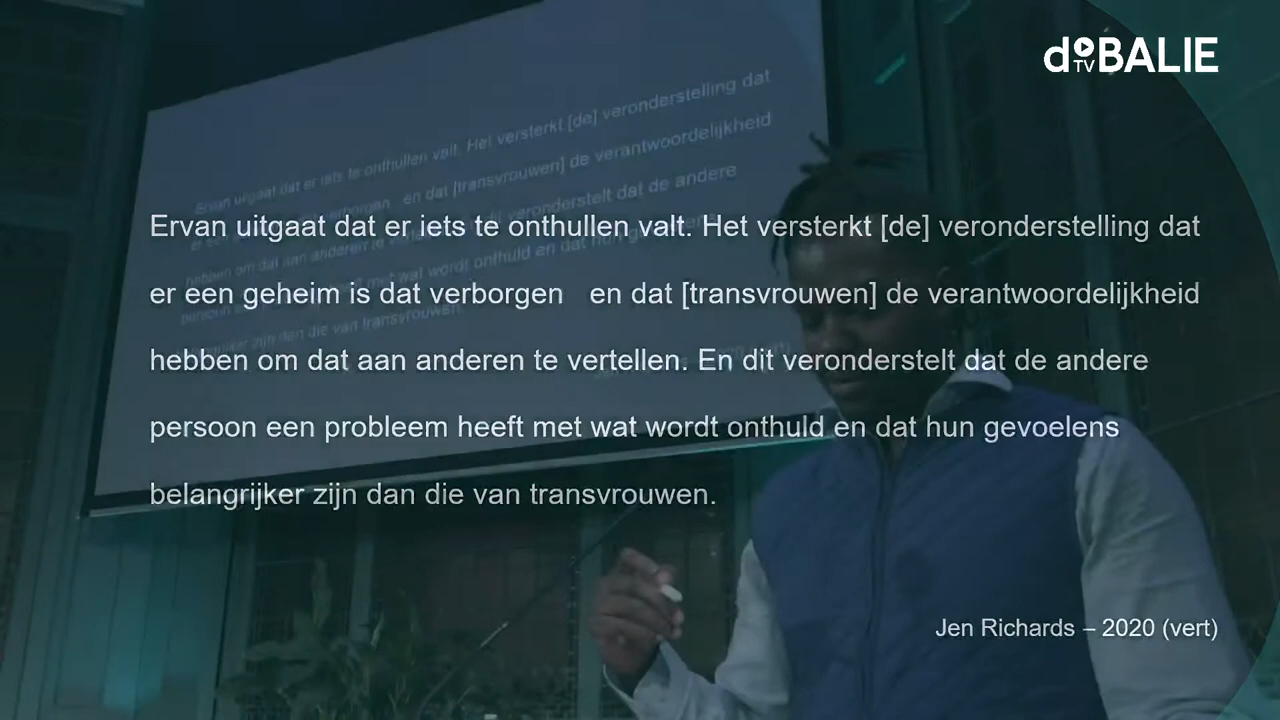 doTV BALIE
Ervan uitgaat dat er iets te onthullen valt. Het versterkt [de] veronderstelling dat
er een geheim is dat verborgen en dat [transvrouwen] de verantwoordelijkheid
hebben om dat aan anderen te vertellen. En dit veronderstelt dat de andere
persoon een probleem heeft met wat wordt onthuld en dat hun gevoelens
belangrijker zijn dan die van transvrouwen.
Jen Richards – 2020 (vert)